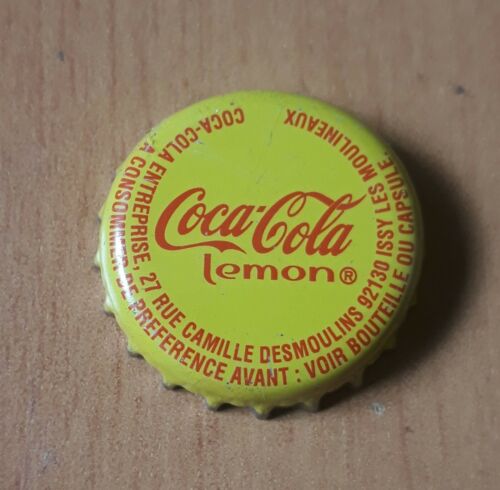 Coca-Cola
lemon®
COCA-COLA ENTREPRISE, 27 RUE CAMILLE DESMOULINS 92130 ISSY LES MOULINEAUX
A CONSOMMER DE PREFERENCE AVANT : VOIR BOUTEILLE OU CAPSULE